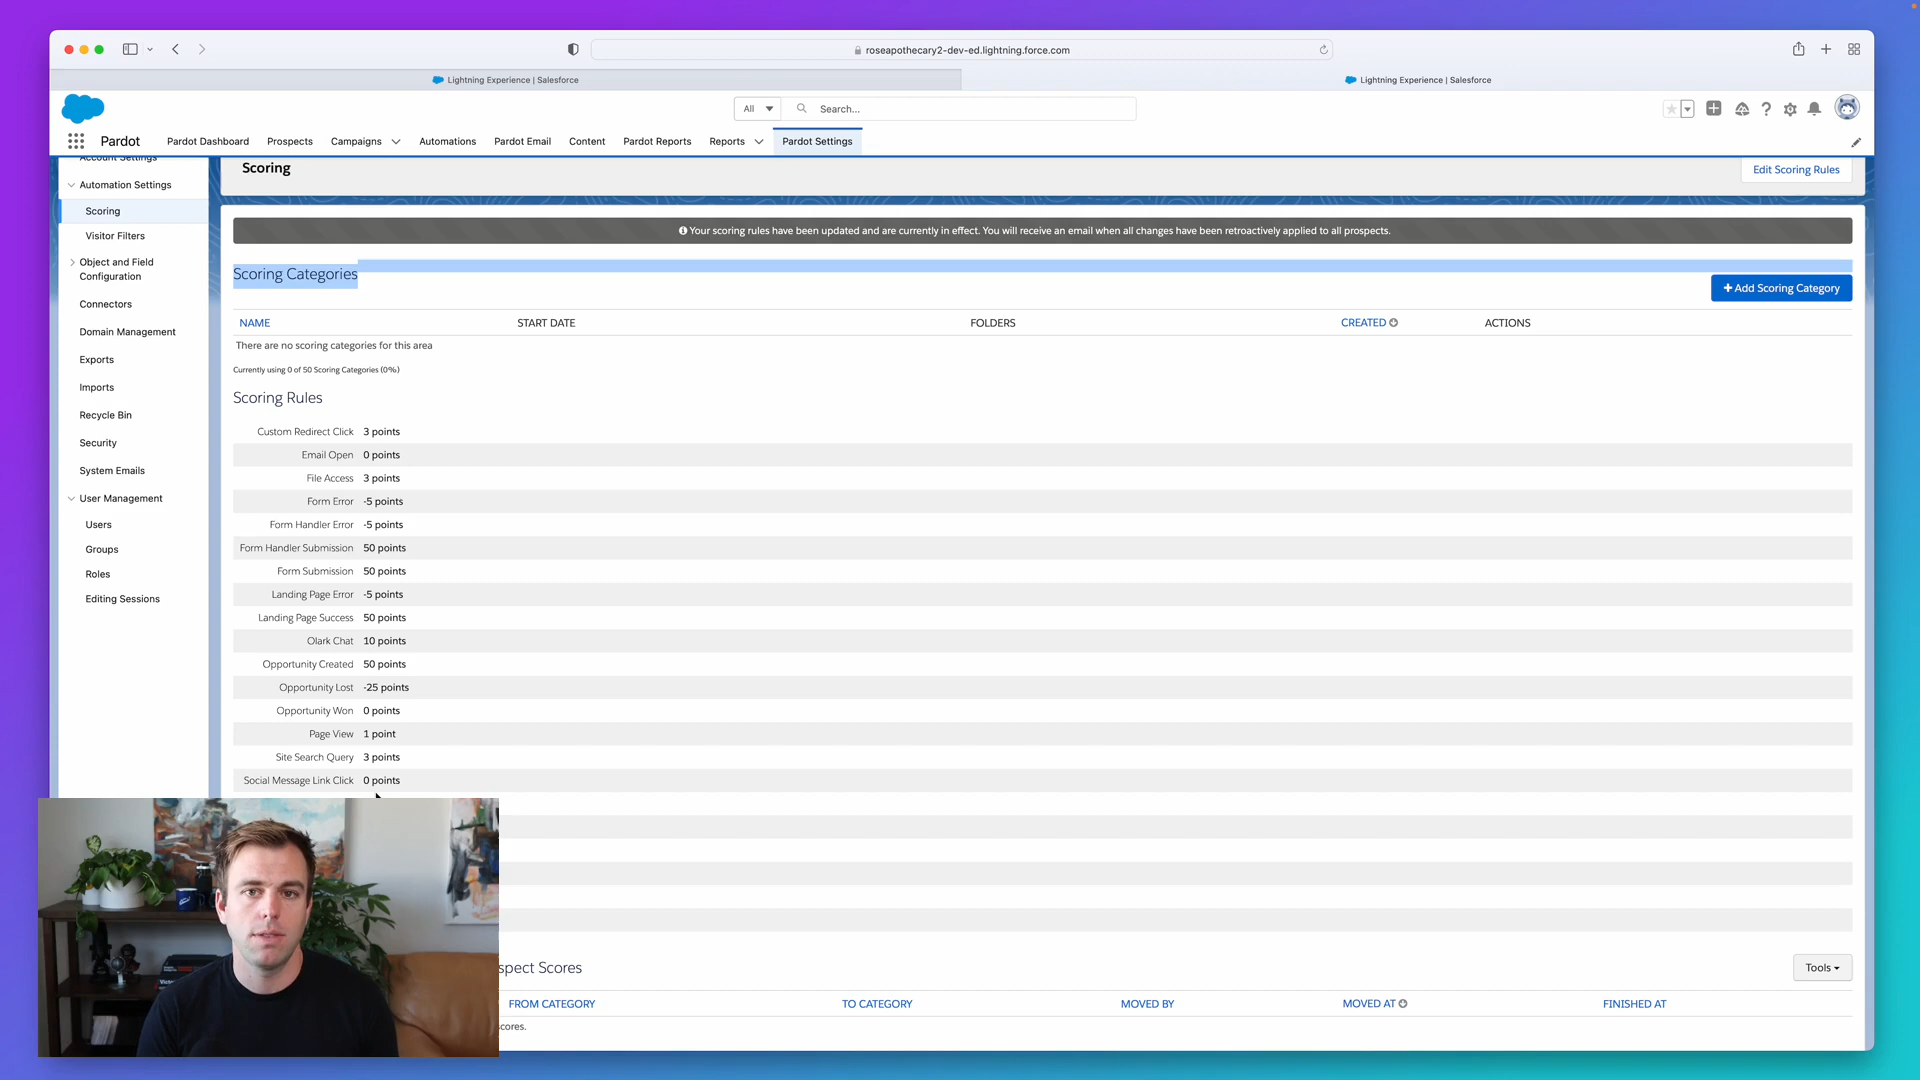 roseapothecary2-dev-ed.lightning.force.com
Lightning Experience | Salesforce
Lightning Experience | Salesforce
All
Search...
Pardot
Pardot Dashboard
Prospects
Campaigns
Automations
Pardot Email
Content
Pardot Reports
Reports
Pardot Settings
Account Settings
Automation Settings
Scoring
Visitor Filters
Object and Field
Configuration
Connectors
Domain Management
Exports
Imports
Recycle Bin
Security
System Emails
User Management
Users
Groups
Roles
Editing Sessions
Scoring
Edit Scoring Rules
Your scoring rules have been updated and are currently in effect. You will receive an email when all changes have been retroactively applied to all prospects.
Scoring Categories
+ Add Scoring Category
NAME START DATE FOLDERS CREATED ACTIONS
There are no scoring categories for this area
Currently using 0 of 50 Scoring Categories (0%)
Scoring Rules
Custom Redirect Click 3 points
Email Open 0 points
File Access 3 points
Form Error -5 points
Form Handler Error -5 points
Form Handler Submission 50 points
Form Submission 50 points
Landing Page Error -5 points
Landing Page Success 50 points
Olark Chat 10 points
Opportunity Created 50 points
Opportunity Lost -25 points
Opportunity Won 0 points
Page View 1 point
Site Search Query 3 points
Social Message Link Click 0 points
spect Scores
Tools
FROM CATEGORY TO CATEGORY MOVED BY MOVED AT FINISHED AT
cores.